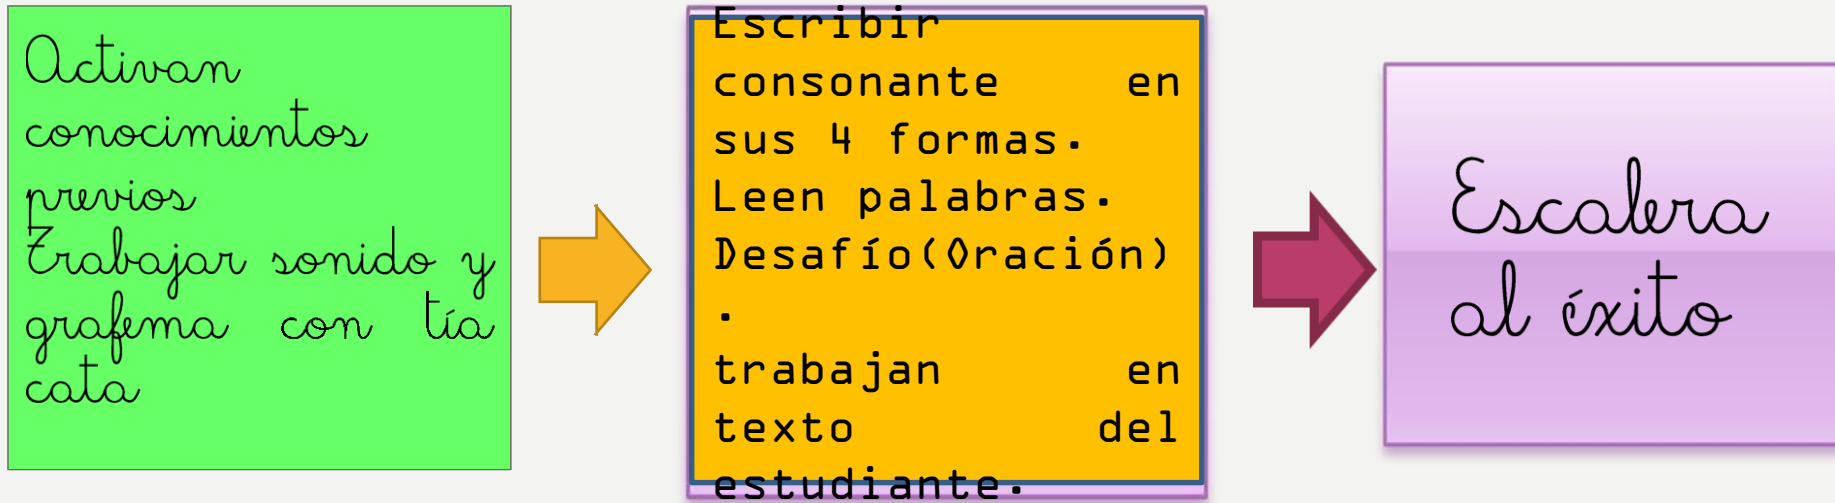 Activan
conocimientos
previos
Trabajar sonido y
grafema con tía
cata
Escribir
consonante en
sus 4 formas.
Leen palabras.
Desafío(Oración)
.
trabajan en
texto del
estudiante.
Escalera
al éxito